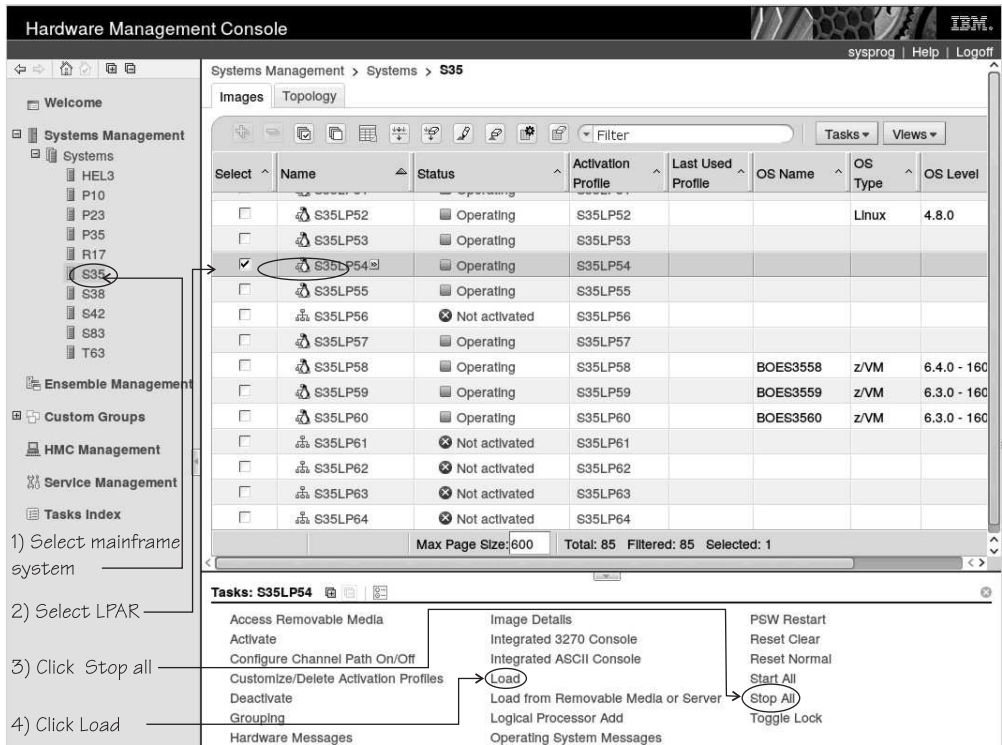 Hardware Management Console
IBM.
sysprog | Help | Logoff
Welcome
Systems Management
Systems
HEL3
P10
P23
P35
R17
S35
S38
S42
S83
T63
Ensemble Management
Custom Groups
HMC Management
Service Management
Tasks Index
1) Select mainframe
system
2) Select LPAR
3) Click Stop all
4) Click Load
Systems Management > Systems > S35
Images Topology
Filter Tasks Views
Select Name Status Activation Profile Last Used Profile OS Name OS Type OS Level
S35LP52 Operating S35LP52 Linux 4.8.0
S35LP53 Operating S35LP53
S35LP54 Operating S35LP54
S35LP55 Operating S35LP55
S35LP56 Not activated S35LP56
S35LP57 Operating S35LP57
S35LP58 Operating S35LP58 BOES3558 z/VM 6.4.0 - 160
S35LP59 Operating S35LP59 BOES3559 z/VM 6.3.0 - 160
S35LP60 Operating S35LP60 BOES3560 z/VM 6.3.0 - 160
S35LP61 Not activated S35LP61
S35LP62 Not activated S35LP62
S35LP63 Not activated S35LP63
S35LP64 Not activated S35LP64
Max Page Size: 600 Total: 85 Filtered: 85 Selected: 1
Tasks: S35LP54
Access Removable Media
Activate
Configure Channel Path On/Off
Customize/Delete Activation Profiles
Deactivate
Grouping
Hardware Messages
Image Details
Integrated 3270 Console
Integrated ASCII Console
Load
Load from Removable Media or Server
Logical Processor Add
Operating System Messages
PSW Restart
Reset Clear
Reset Normal
Start All
Stop All
Toggle Lock